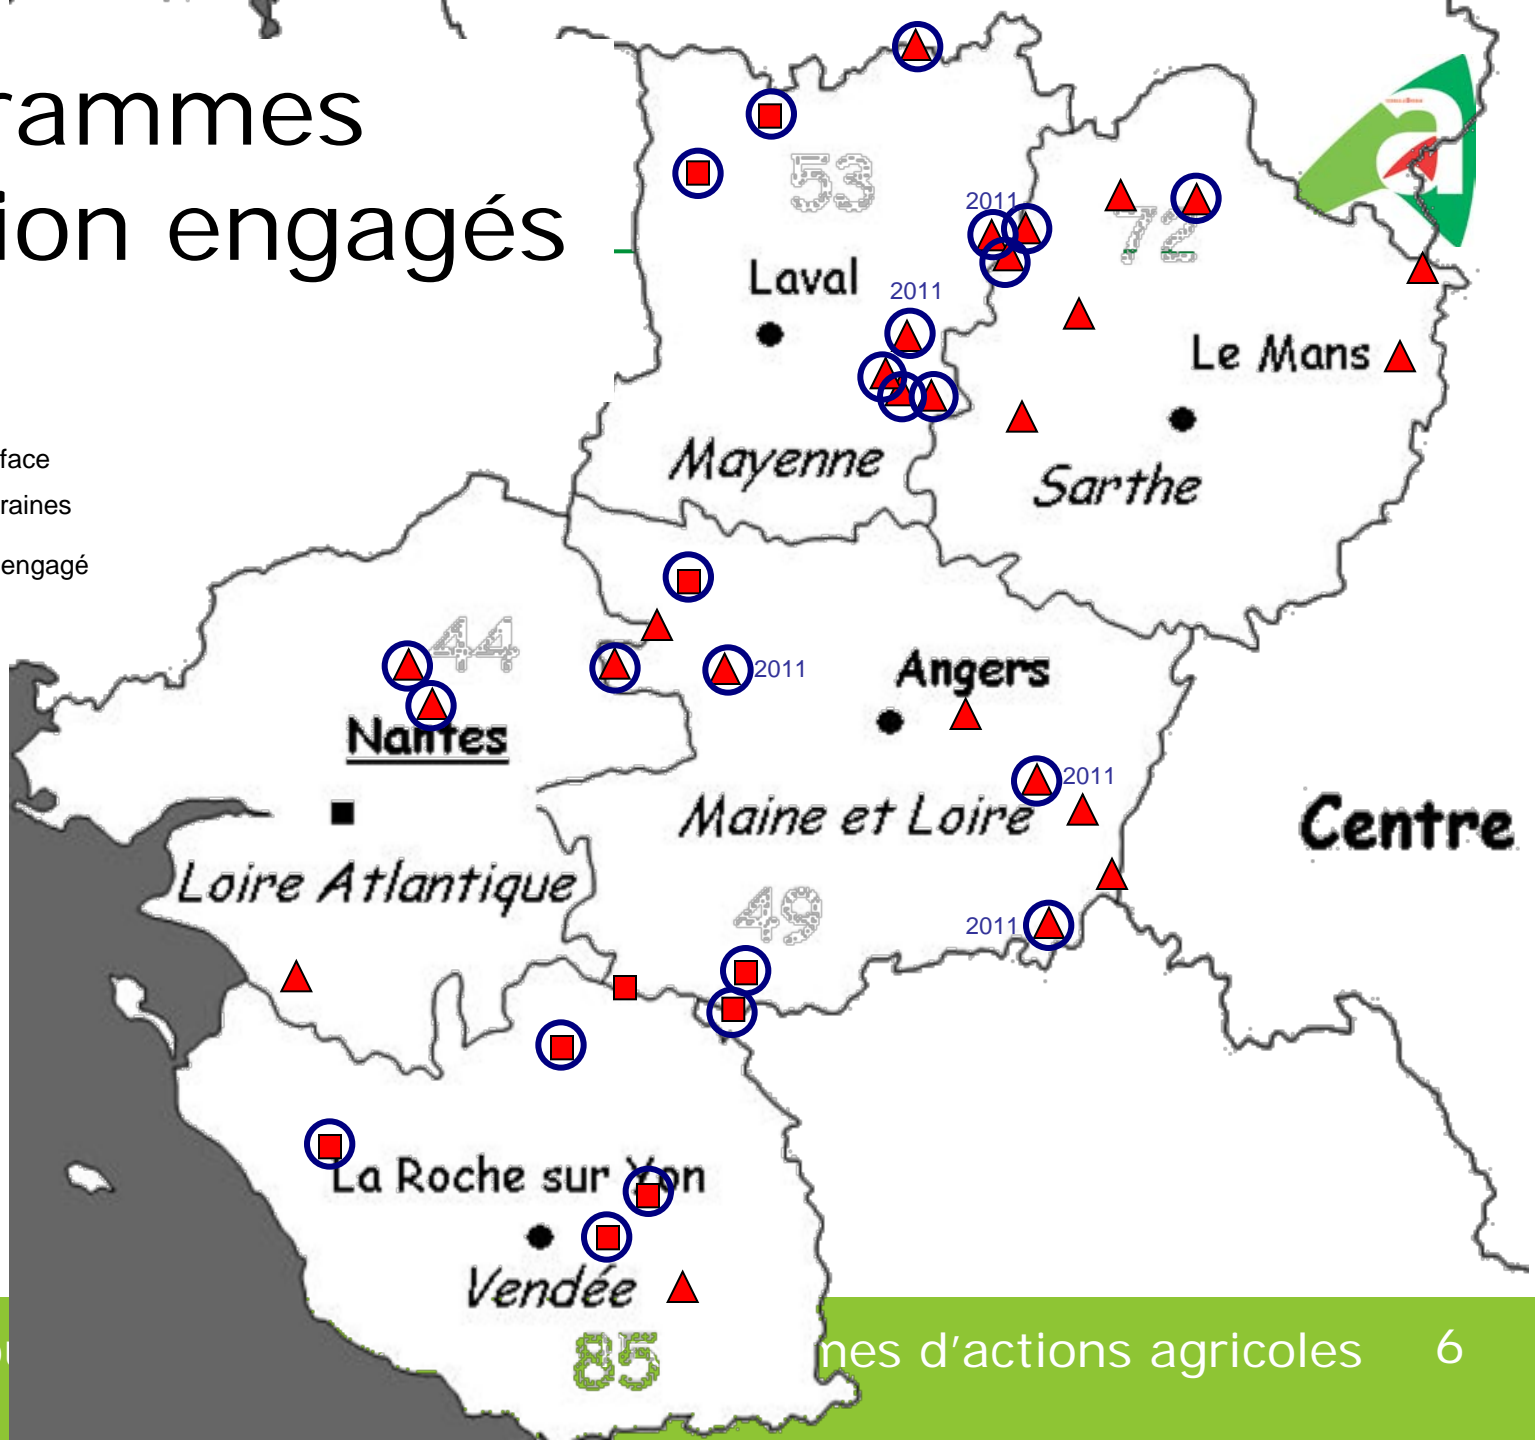 rammes
ion engagés
face
raines
engagé
53
72
2011
Laval
2011
Le Mans
Mayenne
Sarthe
44
2011
Angers
Nantes
2011
Maine et Loire
Centre
Loire Atlantique
49
2011
La Roche sur Yon
Vendée
85
mes d'actions agricoles
6